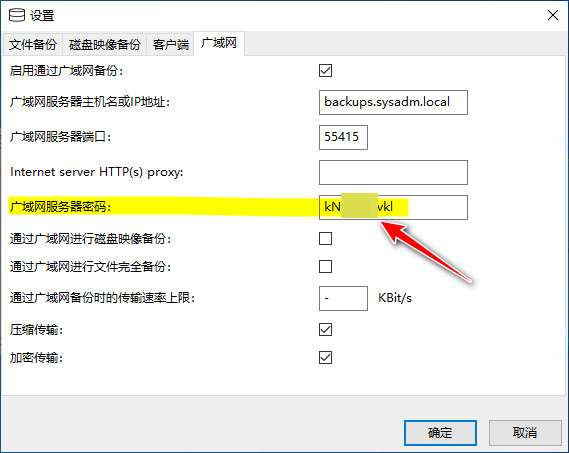 设置
文件备份 磁盘映像备份 客户端 广域网
启用通过广域网备份:
广域网服务器主机名或IP地址: backups.sysadm.local
广域网服务器端口: 55415
Internet server HTTP(s) proxy:
广域网服务器密码: kN vkl
通过广域网进行磁盘映像备份:
通过广域网进行文件完全备份:
通过广域网备份时的传输速率上限: - KBit/s
压缩传输:
加密传输:
确定 取消